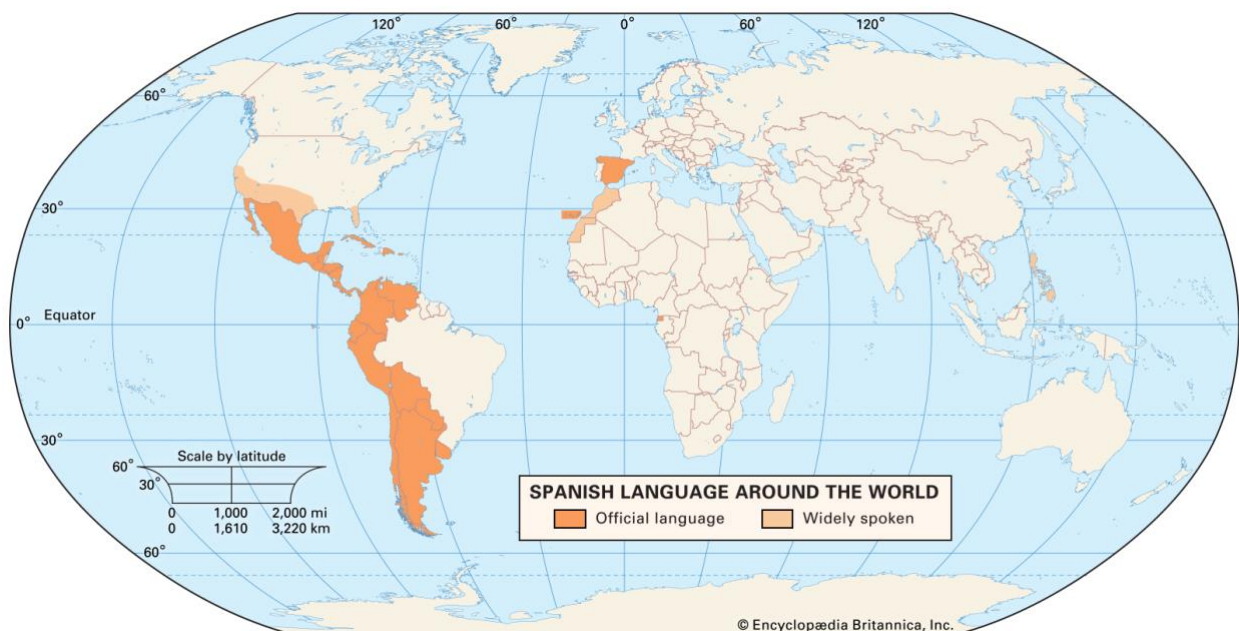 120° 60° 0° 60° 120°
60°
30°
Equator
0°
30°
60°
Scale by latitude
60°
30°
0 1,000 2,000 mi
0 1,610 3,220 km
SPANISH LANGUAGE AROUND THE WORLD
Official language Widely spoken
© Encyclopædia Britannica, Inc.